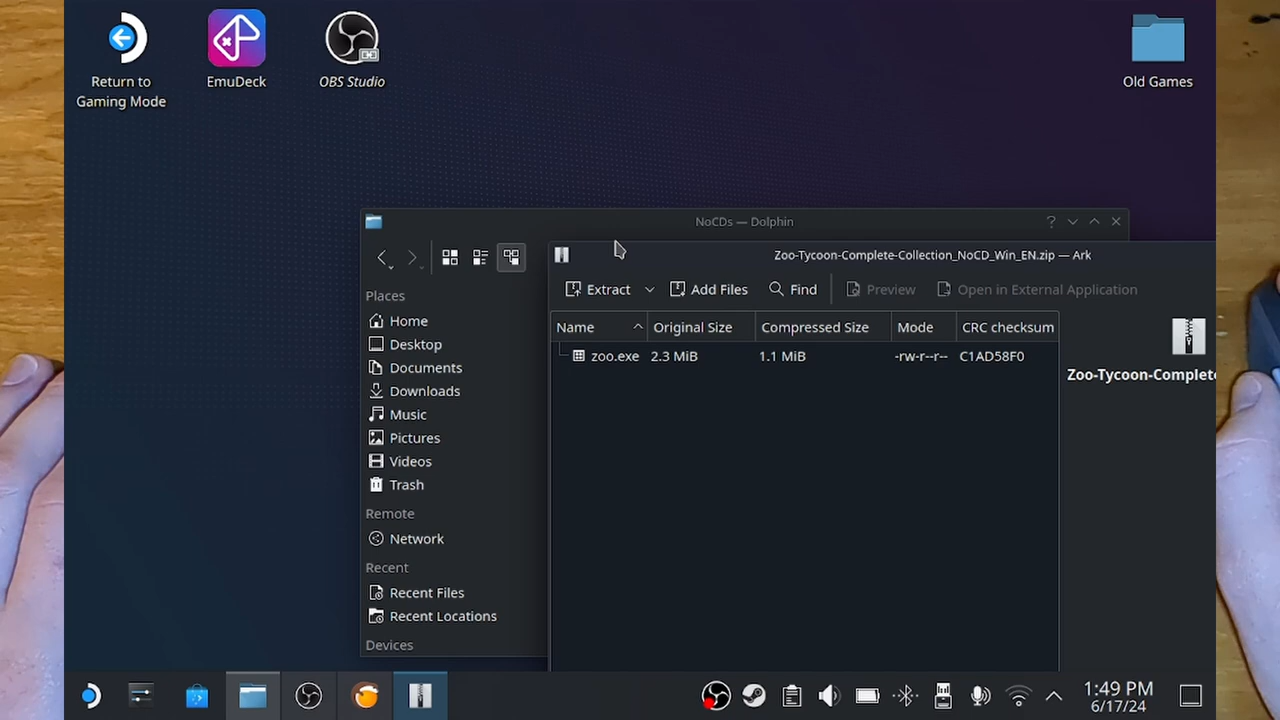 Return to
Gaming Mode
EmuDeck
OBS Studio
Old Games
NoCDs — Dolphin
Zoo-Tycoon-Complete-Collection_NoCD_Win_EN.zip — Ark
Extract
Add Files
Find
Preview
Open in External Application
Places
Home
Desktop
Documents
Downloads
Music
Pictures
Videos
Trash
Remote
Network
Recent
Recent Files
Recent Locations
Devices
Name Original Size Compressed Size Mode CRC checksum
zoo.exe 2.3 MiB 1.1 MiB -rw-r--r-- C1AD58F0
Zoo-Tycoon-Complete
1:49 PM
6/17/24